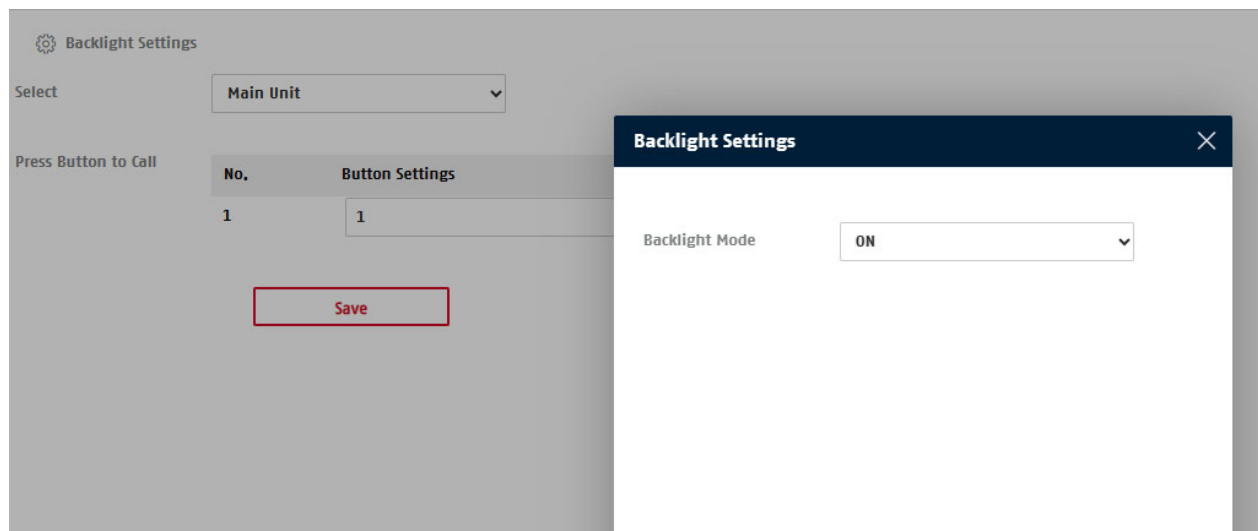 Backlight Settings
Select
Main Unit
Press Button to Call
No.
Button Settings
1
1
Save
Backlight Settings
Backlight Mode
ON